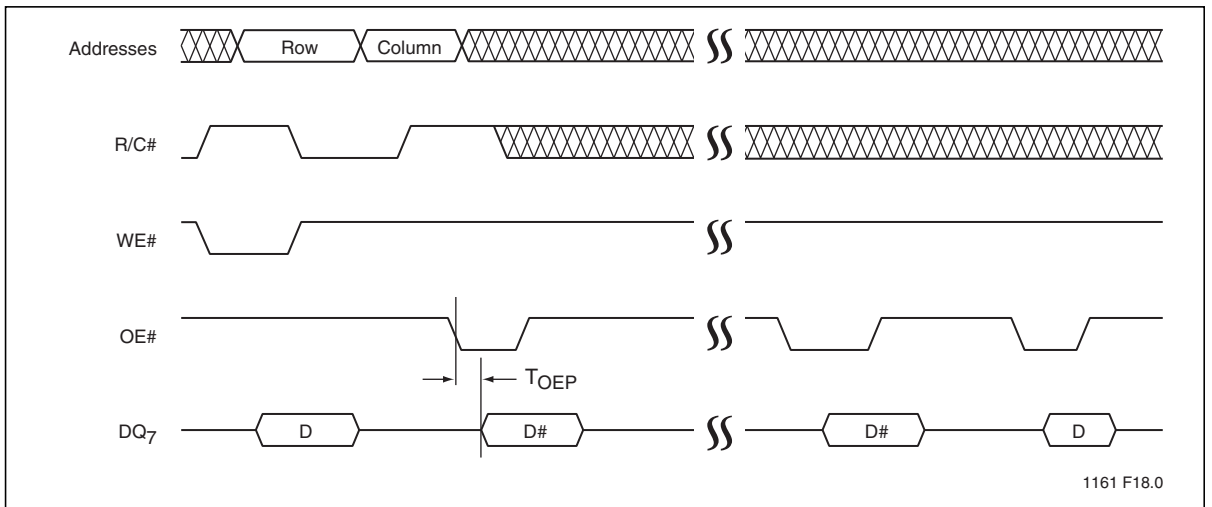 Addresses Row Column
R/C#
WE#
OE#
TOEP
DQ7 D D# D# D
1161 F18.0